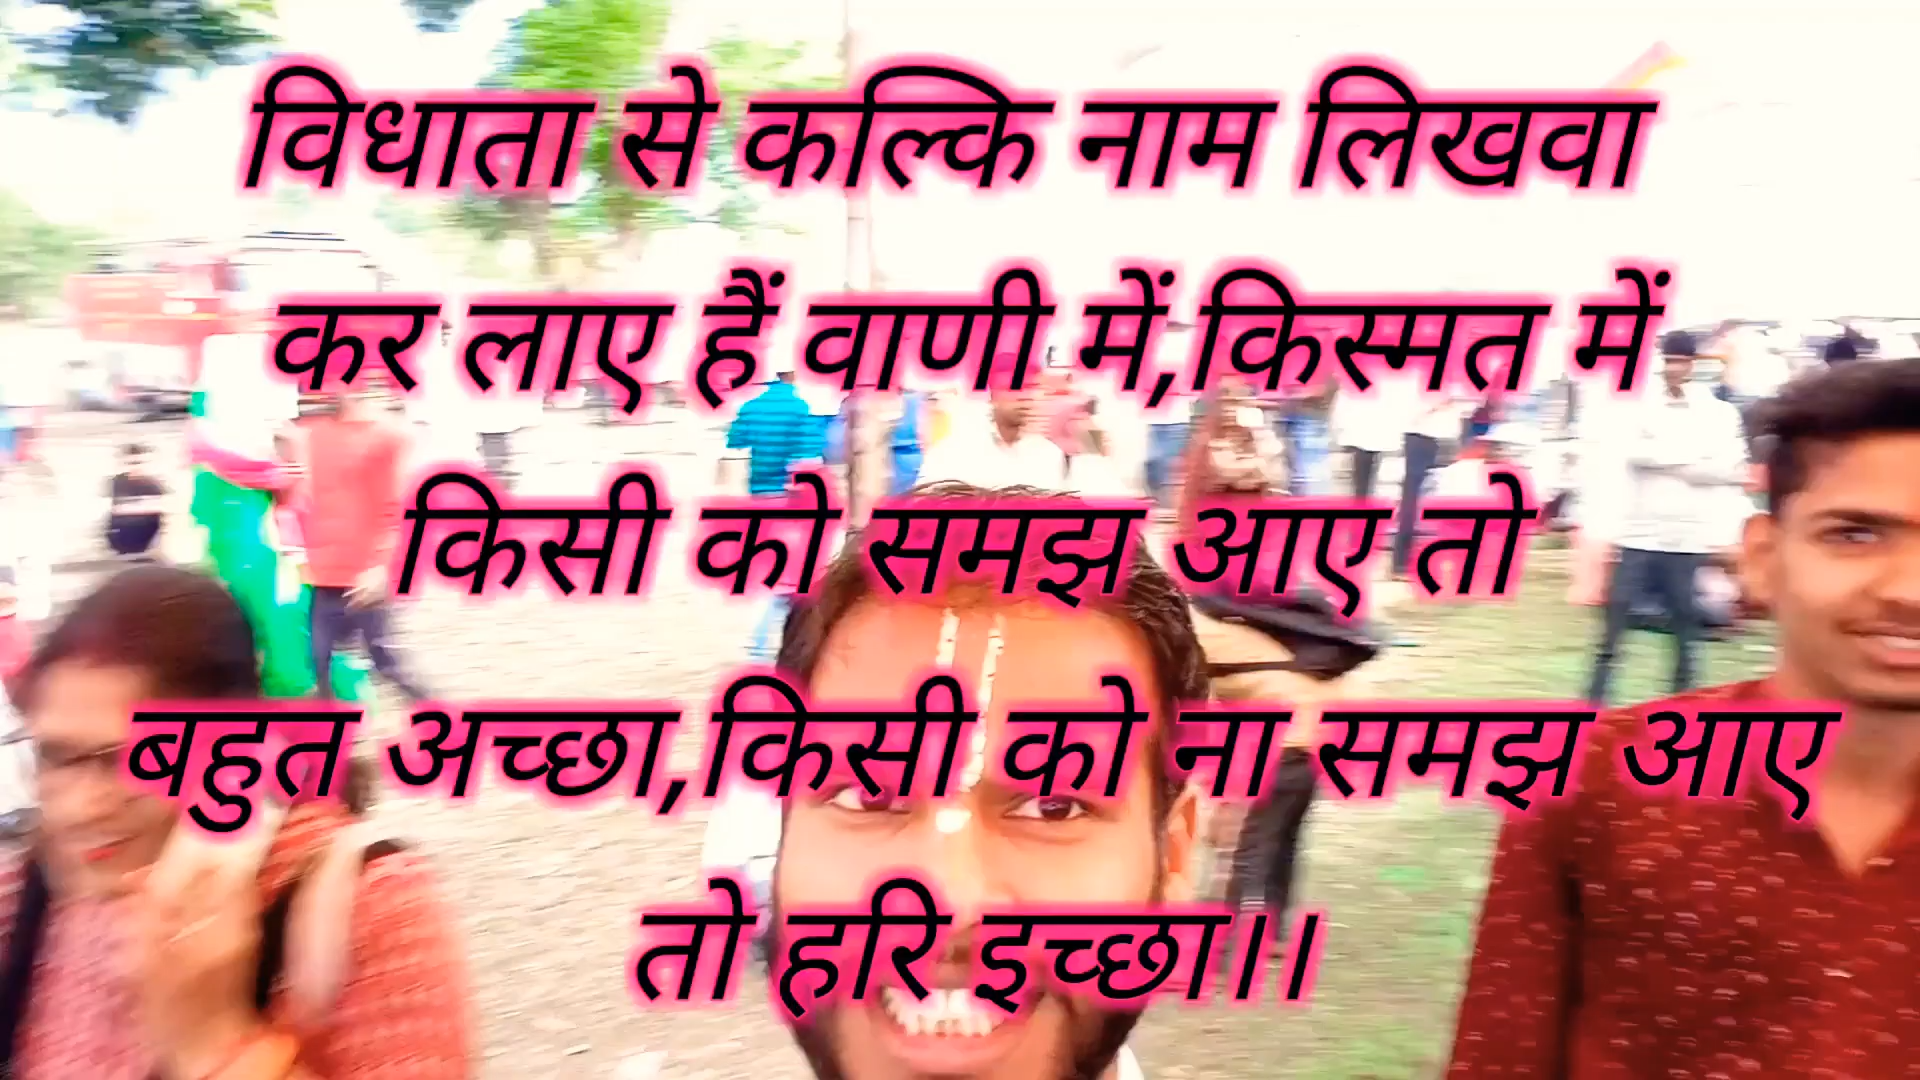 विधाता से कल्कि नाम लिखवा
कर लाए हैं वाणी में,किस्मत में
किसी को समझ आए तो
बहुत अच्छा,किसी को ना समझ आए
तो हरि इच्छा।।